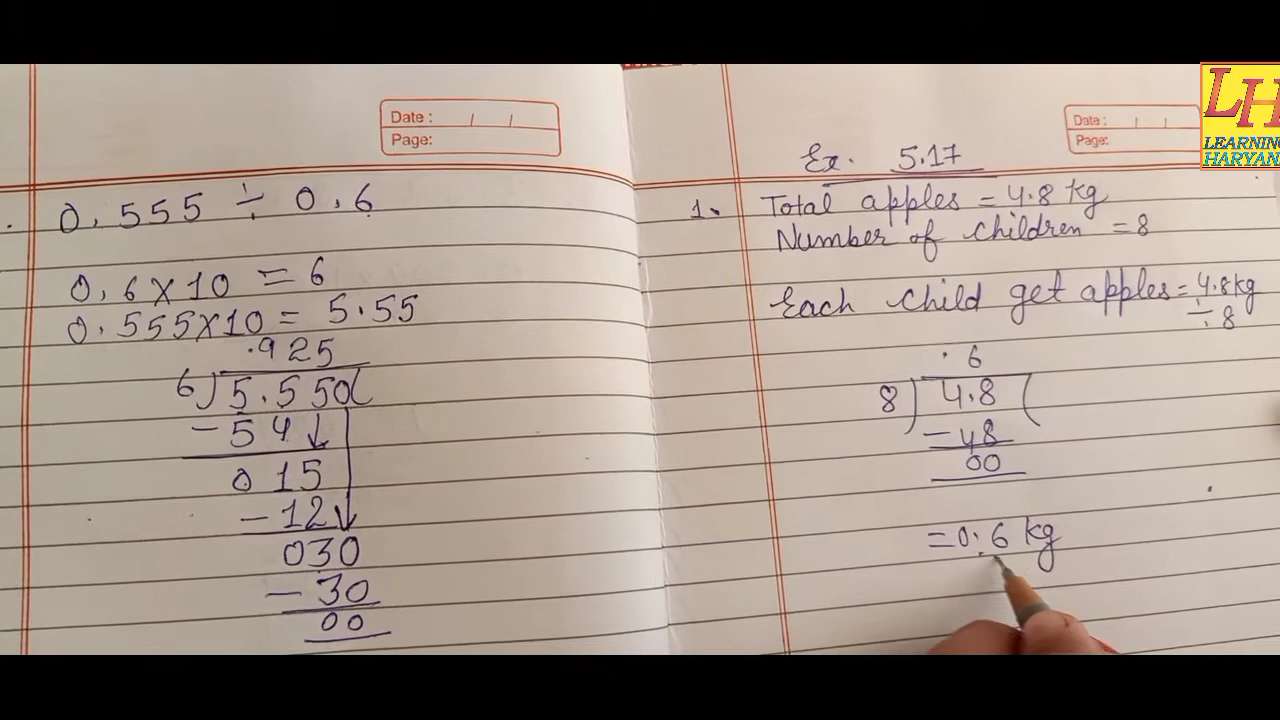 Date :
Page:
0.555 ÷ 0.6
0.6×10 = 6
0.555×10 = 5.55
.925
6)5.550(
-54
015
-12
030
-30
00
Date :
Page:
LH
LEARNING
HARYAN
Ex. 5.17
1. Total apples = 4.8 kg
Number of children = 8
Each child get apples = 4.8kg
÷ 8
.6
8)4.8(
-48
00
=0.6 kg